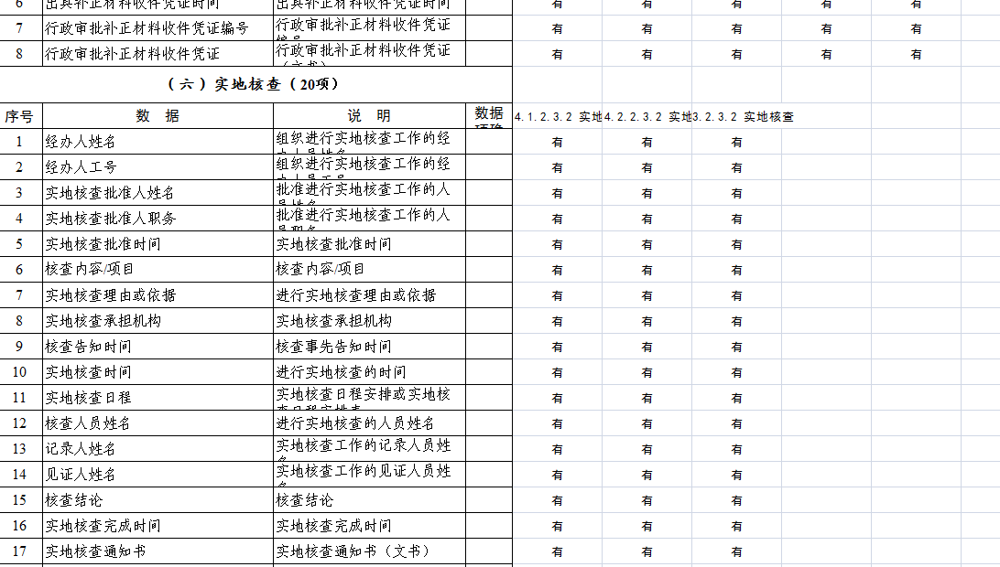 6 出具补正材料收件凭证时间 出具补正材料收件凭证时间 有 有 有 有 有
7 行政审批补正材料收件凭证编号 行政审批补正材料收件凭证 有 有 有 有 有
8 行政审批补正材料收件凭证 行政审批补正材料收件凭证 有 有 有 有 有
（六）实地核查（20项）
序号 数 据 说 明 数据 4.1.2.3.2 实地 4.2.2.3.2 实地 3.2.3.2 实地核查
1 经办人姓名 组织进行实地核查工作的经 有 有 有
2 经办人工号 组织进行实地核查工作的经 有 有 有
3 实地核查批准人姓名 批准进行实地核查工作的人 有 有 有
4 实地核查批准人职务 批准进行实地核查工作的人 有 有 有
5 实地核查批准时间 实地核查批准时间 有 有 有
6 核查内容/项目 核查内容/项目 有 有 有
7 实地核查理由或依据 进行实地核查理由或依据 有 有 有
8 实地核查承担机构 实地核查承担机构 有 有 有
9 核查告知时间 核查事先告知时间 有 有 有
10 实地核查时间 进行实地核查的时间 有 有 有
11 实地核查日程 实地核查日程安排或实地核 有 有 有
12 核查人员姓名 进行实地核查的人员姓名 有 有 有
13 记录人姓名 实地核查工作的记录人员姓 有 有 有
14 见证人姓名 实地核查工作的见证人员姓 有 有 有
15 核查结论 核查结论 有 有 有
16 实地核查完成时间 实地核查完成时间 有 有 有
17 实地核查通知书 实地核查通知书（文书） 有 有 有